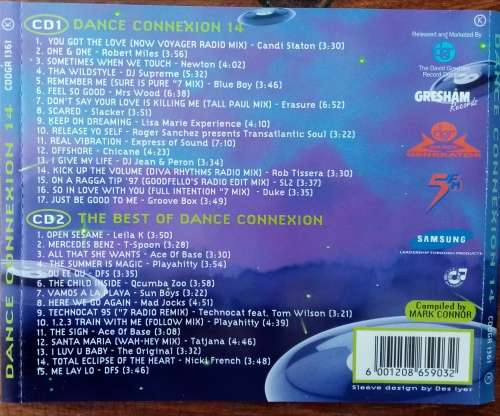 CD1 DANCE CONNEXION 14
1. YOU GOT THE LOVE (NOW VOYAGER RADIO MIX) - Candi Staton (3:30)
2. ONE & ONE - Robert Miles (3:30)
3. SOMETIMES WHEN WE TOUCH - Newton (4:02)
4. THA WILDSTYLE - DJ Supreme (5:32)
5. REMEMBER ME (SURE IS PURE "7 MIX) - Blue Boy (3:46)
6. FEEL SO GOOD - Mrs Wood (6:38)
7. DON'T SAY YOUR LOVE IS KILLING ME (TALL PAUL MIX) - Erasure (6:52)
8. SCARED - Slacker (3:51)
9. KEEP ON DREAMING - Lisa Marie Experience (4:10)
10. RELEASE YO SELF - Roger Sanchez presents Transatlantic Soul (3:22)
11. REAL VIBRATION - Express of Sound (7:10)
12. OFFSHORE - Chicane (4:23)
13. I GIVE MY LIFE - DJ Jean & Peron (3:34)
14. KICK UP THE VOLUME (DIVA RHYTHMS RADIO MIX) - Rob Tissera (3:40)
15. ON A RAGGA TIP '97 (GOODFELLO'S RADIO EDIT MIX) - SL2 (3:37)
16. SO IN LOVE WITH YOU (FULL INTENTION "7 MIX) - Duke (3:35)
17. JUST BE GOOD TO ME - Groove Box (3:49)
CD2 THE BEST OF DANCE CONNEXION
1. OPEN SESAME - Leila K (3:50)
2. MERCEDES BENZ - T-Spoon (3:28)
3. ALL THAT SHE WANTS - Ace Of Base (3:30)
4. THE SUMMER IS MAGIC - Playahitty (3:54)
5. OU EE OU - DFS (3:35)
6. THE CHILD INSIDE - Qcumba Zoo (3:58)
7. VAMOS A LA PLAYA - Sun Boys (3:22)
8. HERE WE GO AGAIN - Mad Jocks (4:51)
9. TECHNOCAT 95 ("7 RADIO REMIX) - Technocat feat. Tom Wilson (3:21)
10. 1.2.3 TRAIN WITH ME (FOLLOW MIX) - Playahitty (4:39)
11. THE SIGN - Ace Of Base (3:08)
12. SANTA MARIA (WAH-HEY MIX) - Tatjana (4:46)
13. I LUV U BABY - The Original (3:32)
14. TOTAL ECLIPSE OF THE HEART - Nicki French (3:48)
15. ME LAY LO - DFS (3:46)
Released and Marketed By
The David Gresham
Record Company
GRESHAM
Records
GENERATION
5FM
SAMSUNG
Compiled by
MARK CONNOR
6 001208 659032
Sleeve design by Des Iyer
DANCE CONNEXION 14
CDDGR (361)
K
K